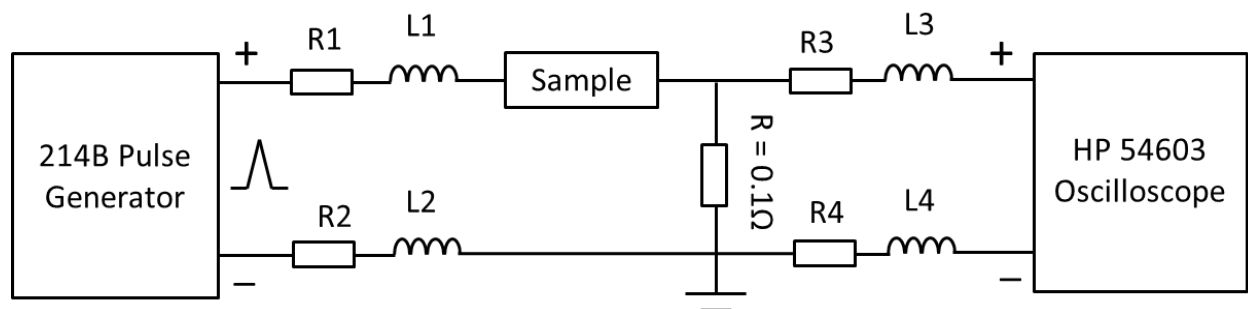 +
R1
L1
Sample
R3
L3
+
214B Pulse
Generator
R = 0.1Ω
HP 54603
Oscilloscope
R2
L2
R4
L4
−
−